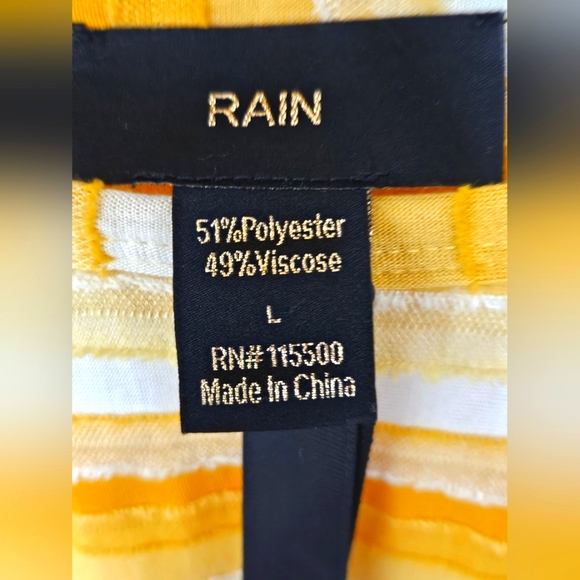 RAIN
51%Polyester
49%Viscose
L
RN# 115500
Made In China